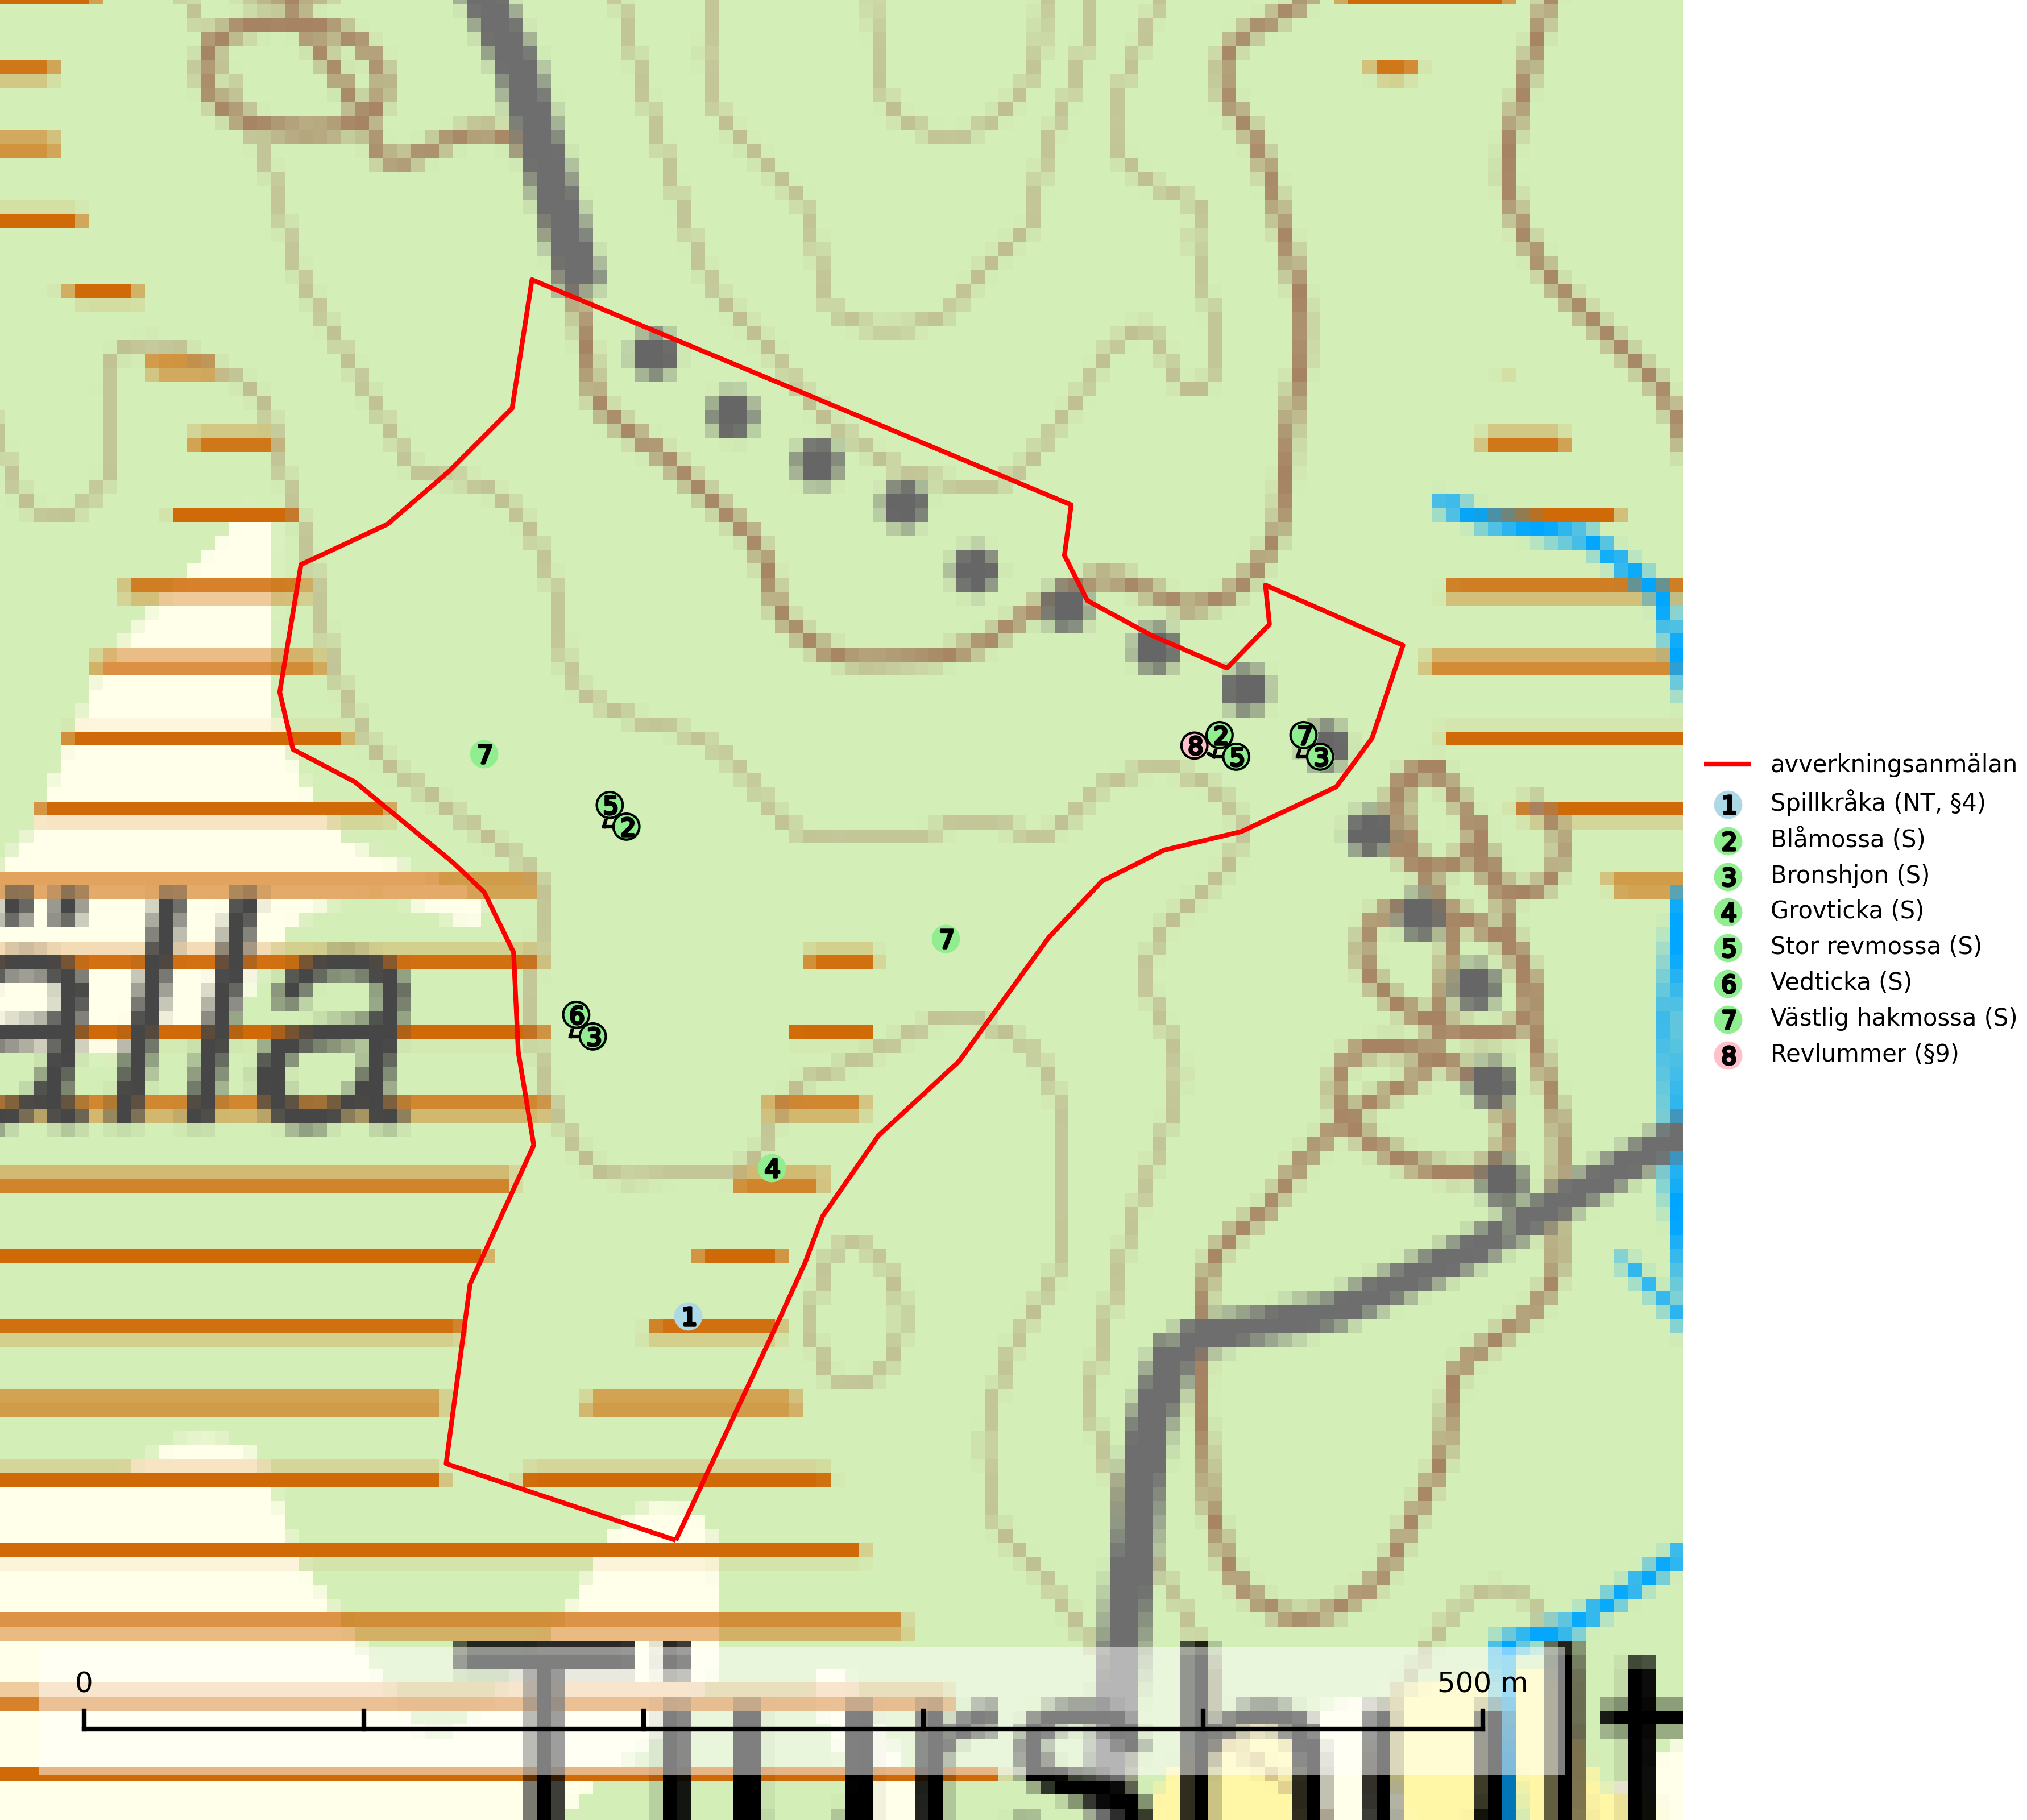 8
2
5
7
3
7
5
2
7
6
3
4
1
avverkningsanmälan
1 Spillkråka (NT, §4)
2 Blåmossa (S)
3 Bronshjon (S)
4 Grovticka (S)
5 Stor revmossa (S)
6 Vedticka (S)
7 Västlig hakmossa (S)
8 Revlummer (§9)
älla
0 500 m